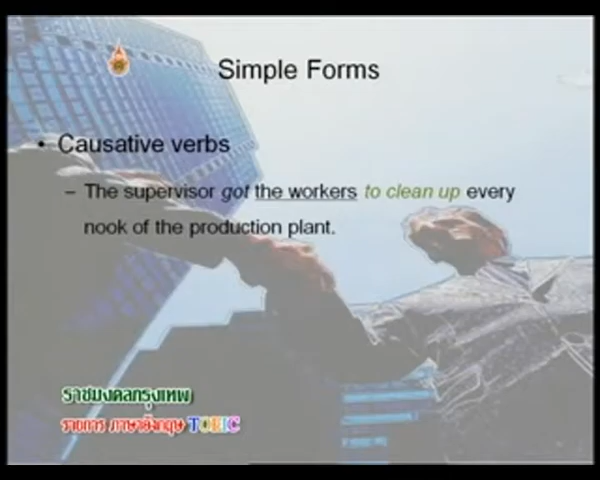 Simple Forms
• Causative verbs
– The supervisor got the workers to clean up every
nook of the production plant.
ราชมงคลกรุงเทพ
รายการ ภาษาอังกฤษ TOEIC